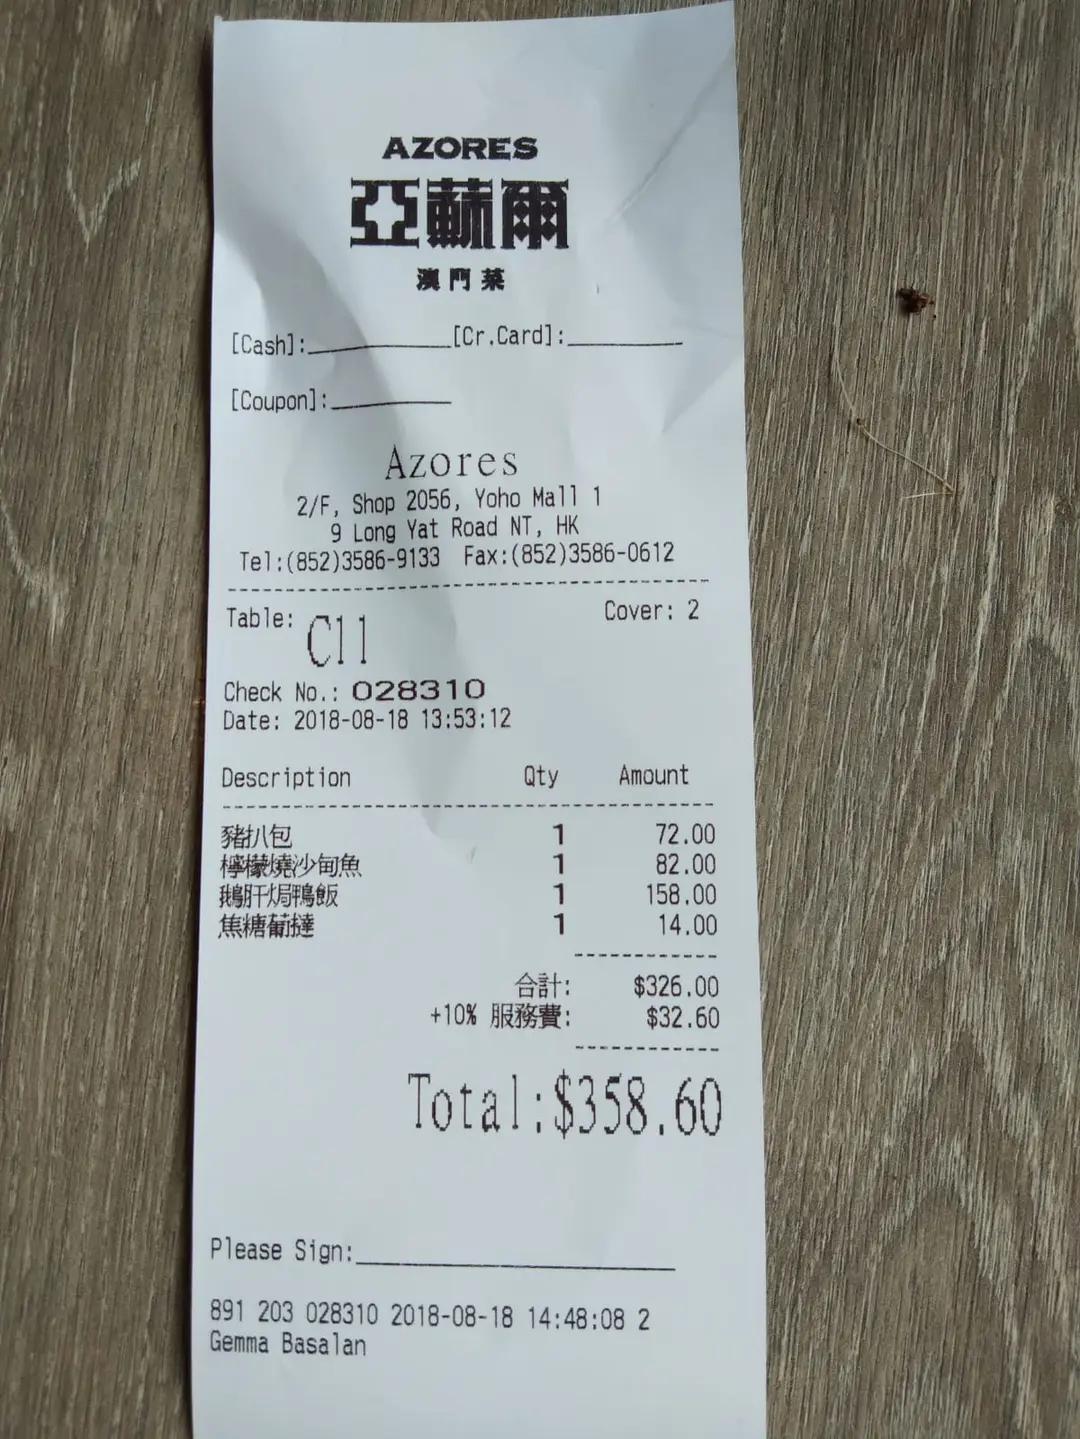 AZORES
亞蘇爾
澳門菜
[Cash]:__________[Cr.Card]:__________
[Coupon]:__________
Azores
2/F, Shop 2056, Yoho Mall 1
9 Long Yat Road NT, HK
Tel:(852)3586-9133 Fax:(852)3586-0612
Table: C11 Cover: 2
Check No.: 028310
Date: 2018-08-18 13:53:12
Description Qty Amount
豬扒包 1 72.00
檸檬燒沙甸魚 1 82.00
鵝肝焗鴨飯 1 158.00
焦糖葡撻 1 14.00
合計: $326.00
+10% 服務費: $32.60
Total:$358.60
Please Sign:__________
891 203 028310 2018-08-18 14:48:08 2
Gemma Basalan